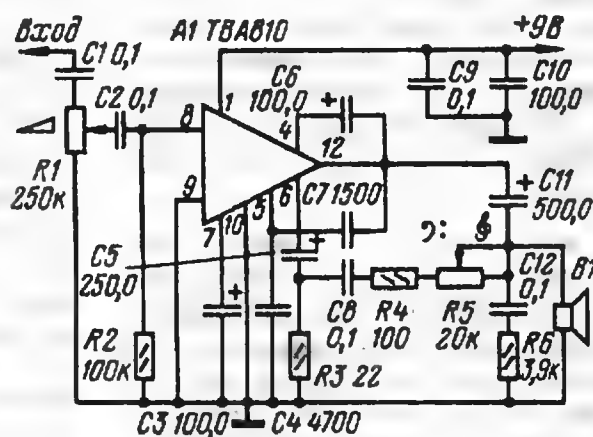 Вход
А1 ТВА810
+9В
С1 0,1
С2 0,1
R1
250к
8
9
1
4
12
7
10
5
6
С6
100,0
+
С7 1500
С9
0,1
С10
100,0
+
С11
500,0
С5
250,0
+
+
С8
0,1
R4
100
R5
20к
С12
0,1
В1
R2
100к
R3 22
R6
3,9к
С3 100,0
С4 4700